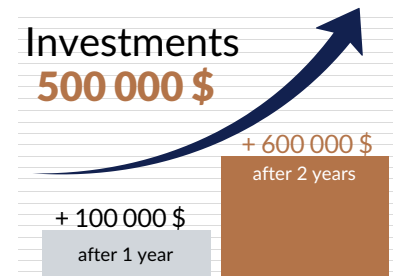 Investments
500 000 $
+ 600 000 $
after 2 years
+ 100 000 $
after 1 year